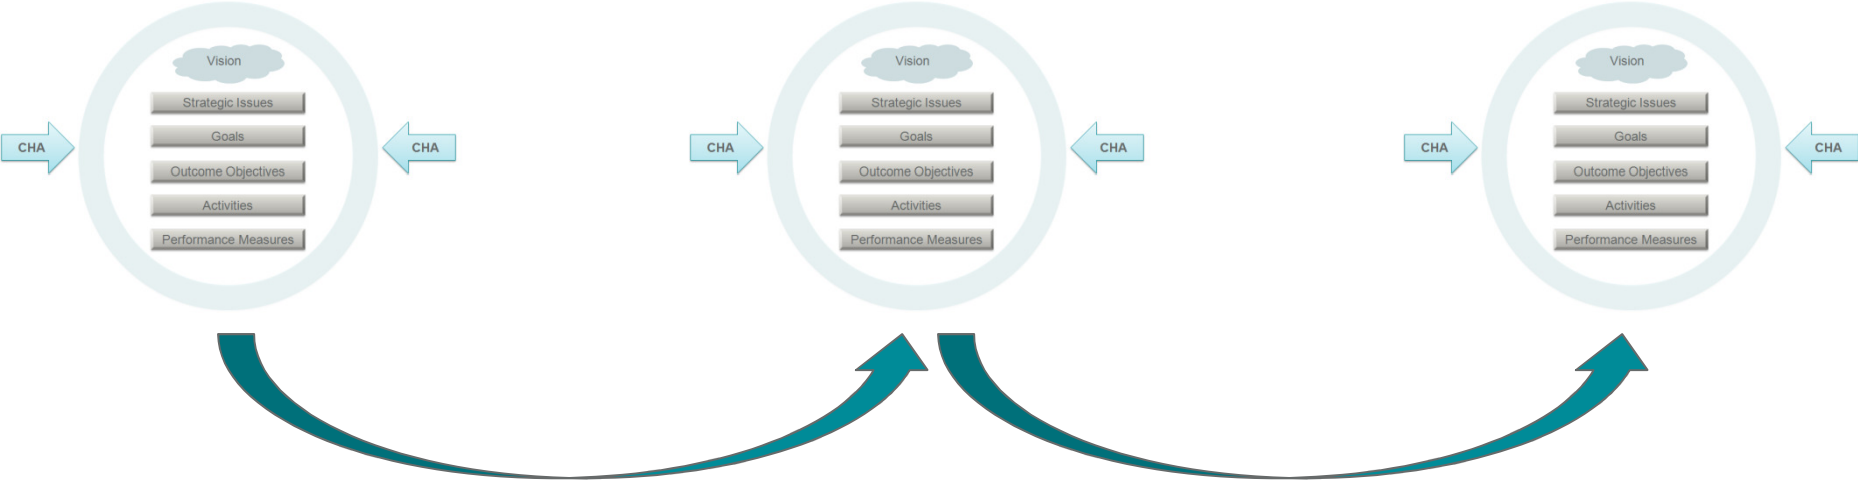 Vision
Strategic Issues
Goals
CHA
CHA
Outcome Objectives
Activities
Performance Measures
Vision
Strategic Issues
Goals
CHA
CHA
Outcome Objectives
Activities
Performance Measures
Vision
Strategic Issues
Goals
CHA
CHA
Outcome Objectives
Activities
Performance Measures